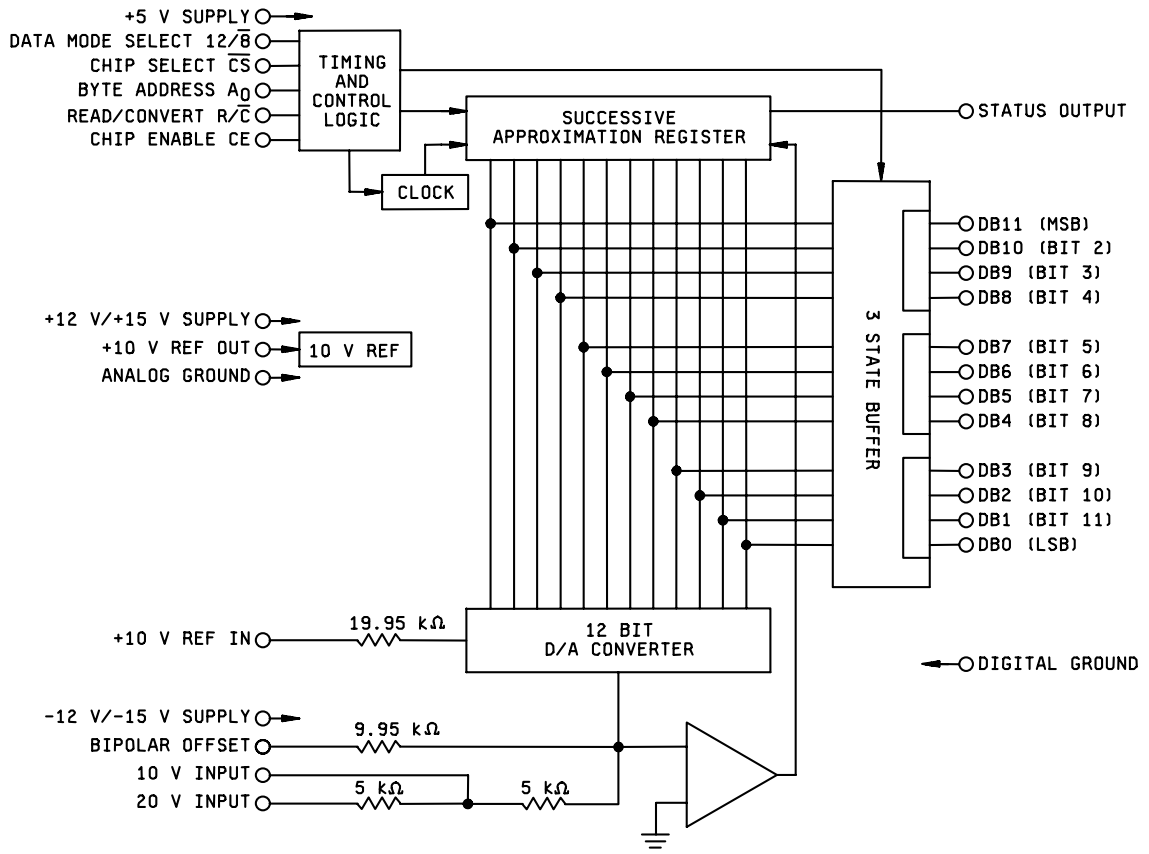 +5 V SUPPLY
DATA MODE SELECT 12/8̅
CHIP SELECT C̅S̅
BYTE ADDRESS A0
READ/CONVERT R/C̅
CHIP ENABLE CE
TIMING
AND
CONTROL
LOGIC
CLOCK
SUCCESSIVE
APPROXIMATION REGISTER
STATUS OUTPUT
3 STATE BUFFER
DB11 (MSB)
DB10 (BIT 2)
DB9 (BIT 3)
DB8 (BIT 4)
DB7 (BIT 5)
DB6 (BIT 6)
DB5 (BIT 7)
DB4 (BIT 8)
DB3 (BIT 9)
DB2 (BIT 10)
DB1 (BIT 11)
DB0 (LSB)
+12 V/+15 V SUPPLY
+10 V REF OUT
ANALOG GROUND
10 V REF
+10 V REF IN
19.95 kΩ
12 BIT
D/A CONVERTER
DIGITAL GROUND
-12 V/-15 V SUPPLY
BIPOLAR OFFSET
9.95 kΩ
10 V INPUT
20 V INPUT
5 kΩ
5 kΩ